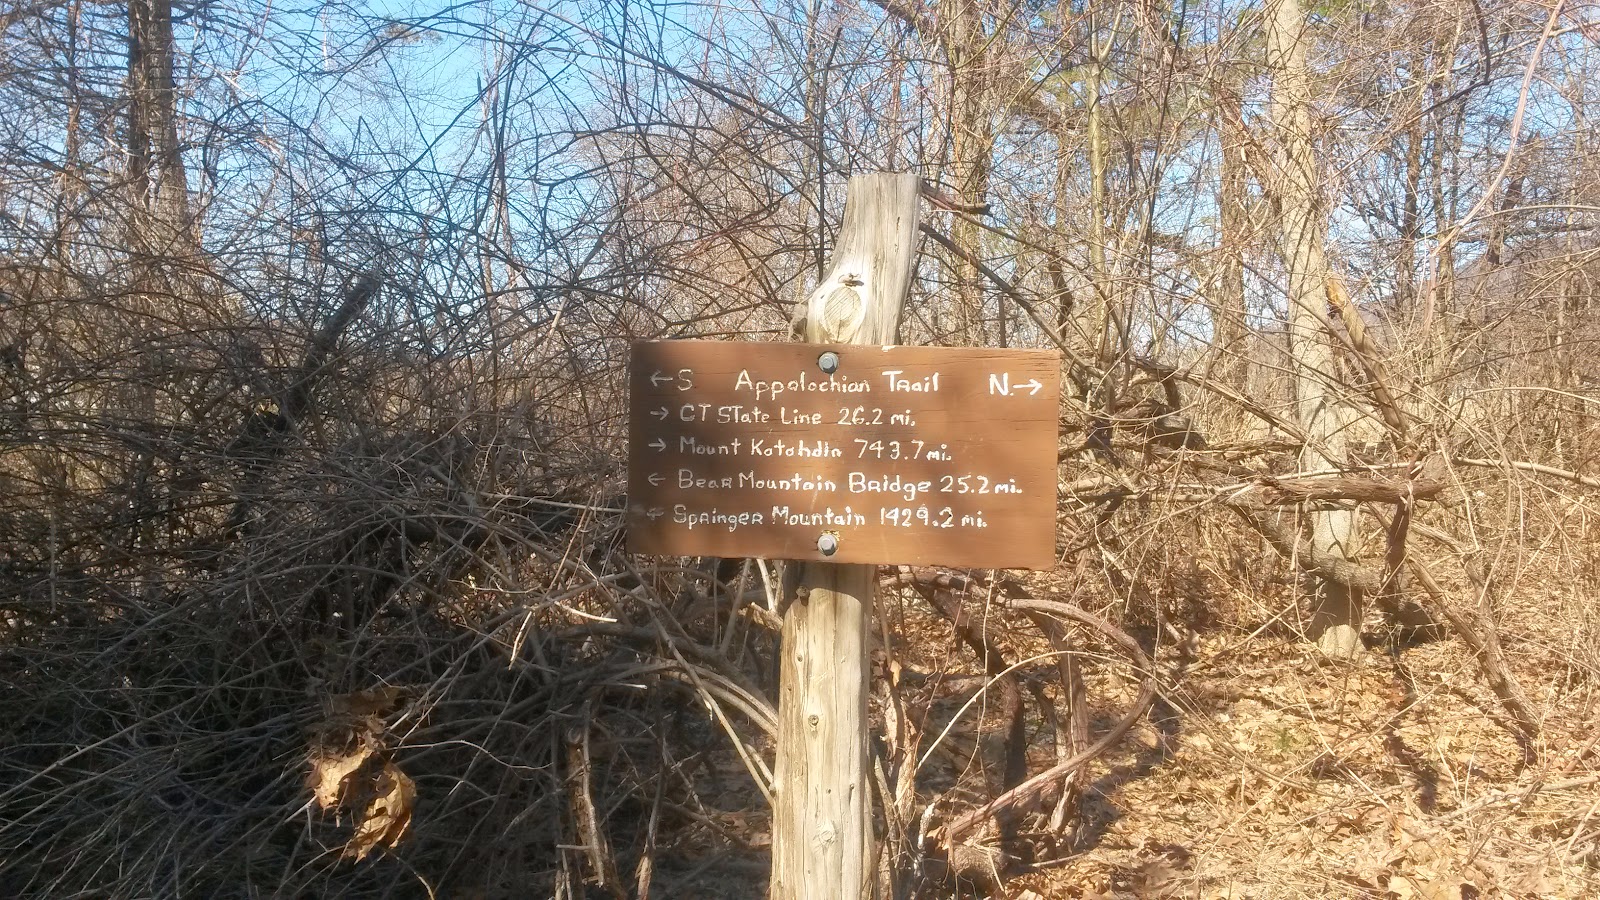 ← S. Appalachian Trail N. →
→ CT State Line 26.2 mi.
→ Mount Katahdin 743.7 mi.
← Bear Mountain Bridge 25.2 mi.
← Springer Mountain 1429.2 mi.